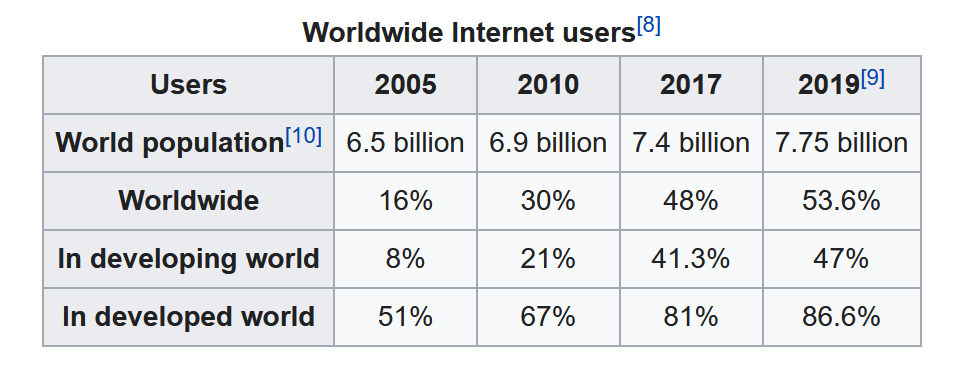 Worldwide Internet users[8]
Users 2005 2010 2017 2019[9]
World population[10] 6.5 billion 6.9 billion 7.4 billion 7.75 billion
Worldwide 16% 30% 48% 53.6%
In developing world 8% 21% 41.3% 47%
In developed world 51% 67% 81% 86.6%